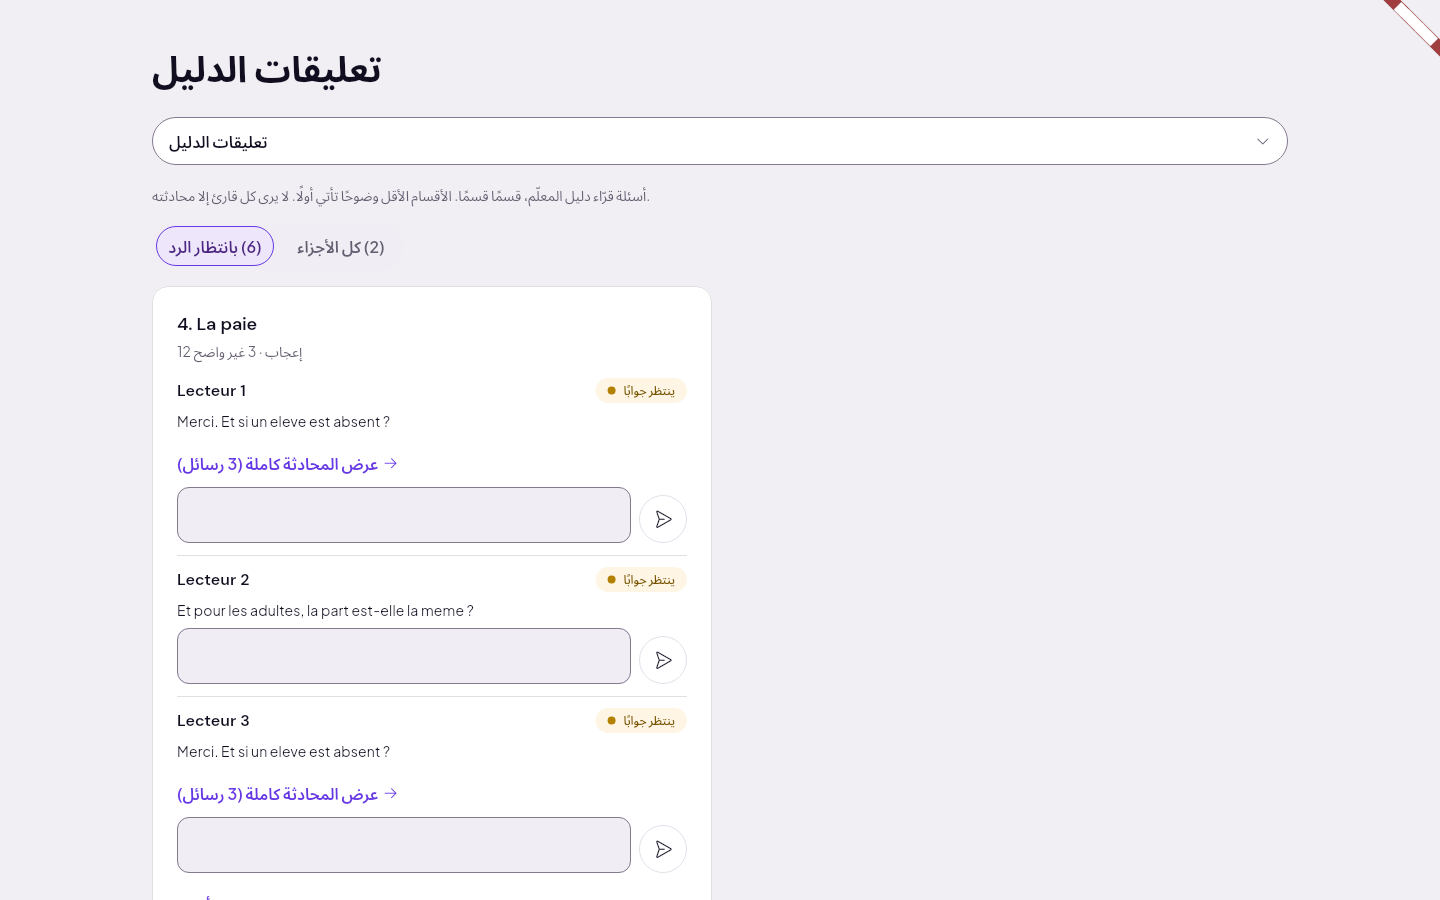 تعليقات الدليل
تعليقات الدليل
أسئلة قرّاء دليل المعلّم، قسمًا قسمًا. الأقسام الأقل وضوحًا تأتي أولًا. لا يرى كل قارئ إلا محادثته.
بانتظار الرد (6)
كل الأجزاء (2)
4. La paie
12 إعجاب · 3 غير واضح
Lecteur 1
ينتظر جوابًا
Merci. Et si un eleve est absent ?
عرض المحادثة كاملة (3 رسائل)
Lecteur 2
ينتظر جوابًا
Et pour les adultes, la part est-elle la meme ?
Lecteur 3
ينتظر جوابًا
Merci. Et si un eleve est absent ?
عرض المحادثة كاملة (3 رسائل)